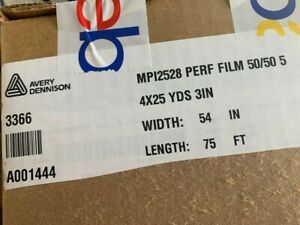 de
AVERY
DENNISON
MPI2528 PERF FILM 50/50 5
4X25 YDS 3IN
3366
WIDTH: 54 IN
LENGTH: 75 FT
A001444